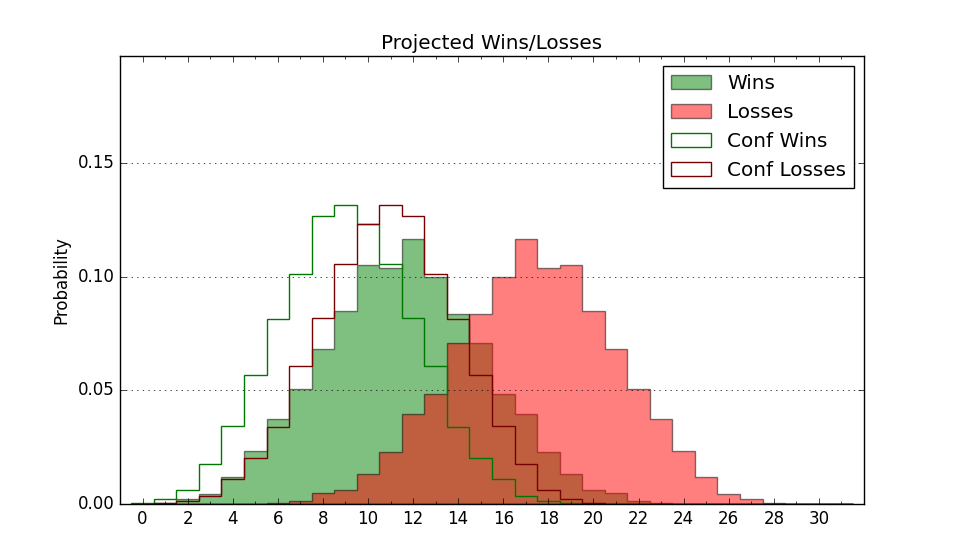 Projected Wins/Losses
Wins
Losses
Conf Wins
Conf Losses
Probability
0.15
0.10
0.05
0.00
0 2 4 6 8 10 12 14 16 18 20 22 24 26 28 30